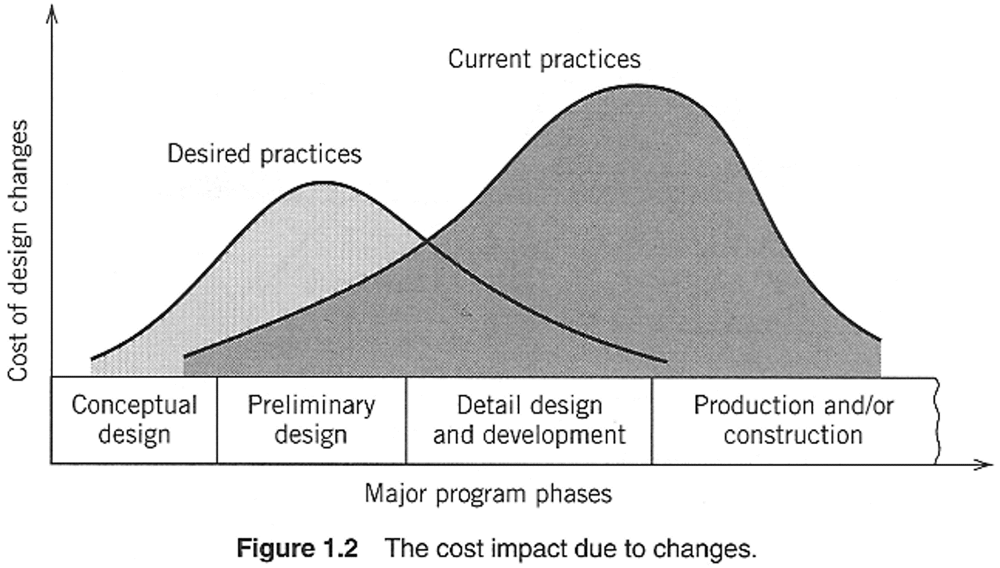 Current practices
Desired practices
Cost of design changes
Conceptual
design
Preliminary
design
Detail design
and development
Production and/or
construction
Major program phases
Figure 1.2 The cost impact due to changes.